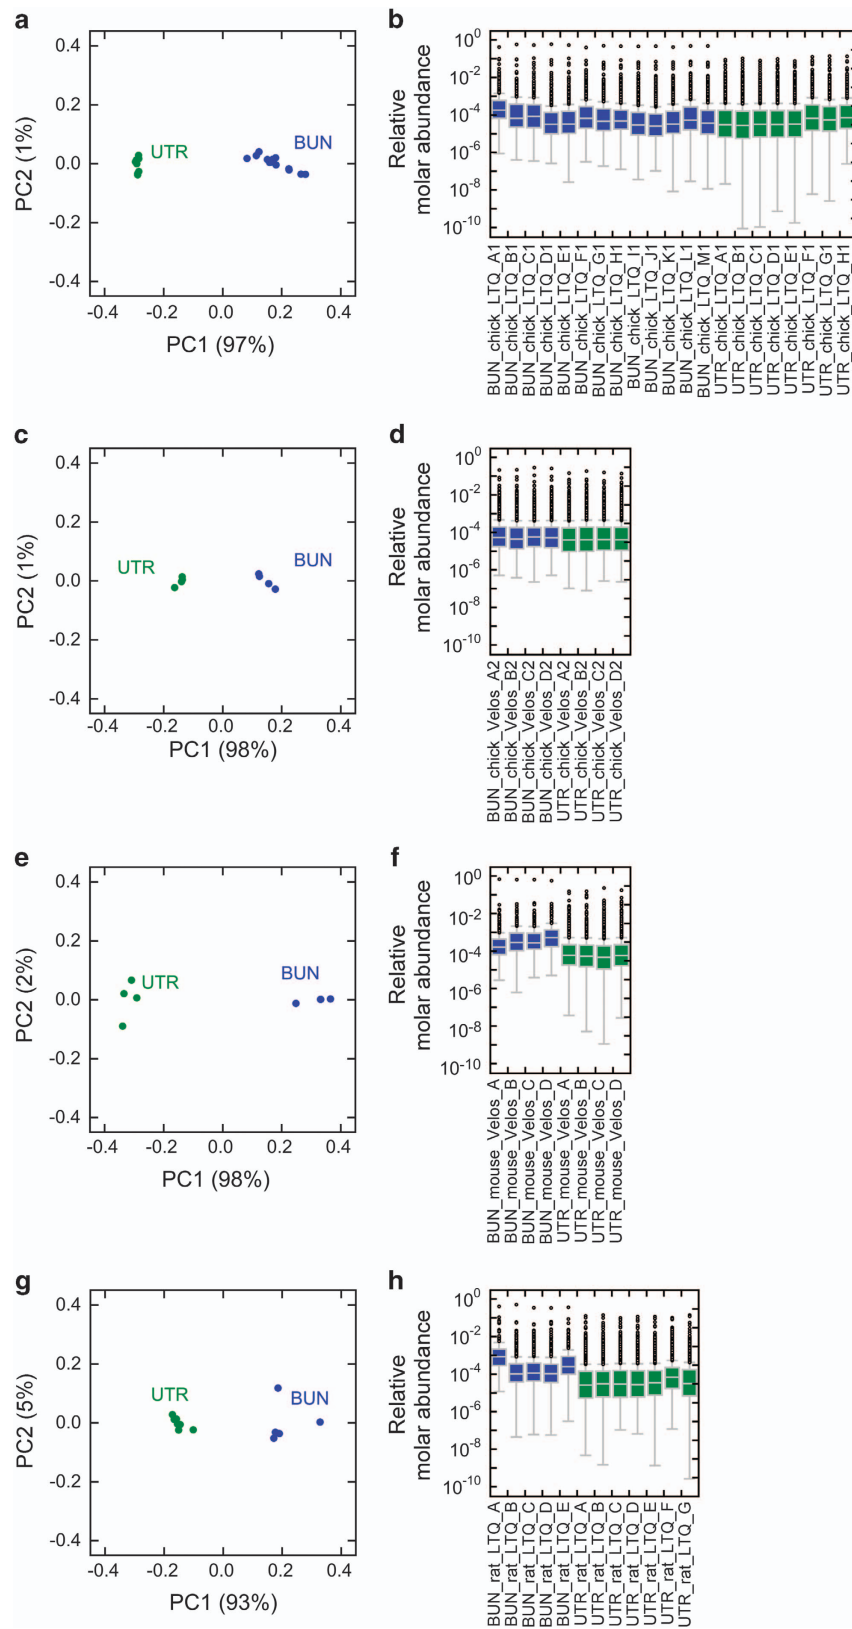 a
0.4
0.2
0.0
-0.2
-0.4
PC2 (1%)
UTR
BUN
-0.4 -0.2 0.0 0.2 0.4
PC1 (97%)
b
Relative
molar abundance
10^0
10^-2
10^-4
10^-6
10^-8
10^-10
BUN_chick_LTQ_A1
BUN_chick_LTQ_B1
BUN_chick_LTQ_C1
BUN_chick_LTQ_D1
BUN_chick_LTQ_E1
BUN_chick_LTQ_F1
BUN_chick_LTQ_G1
BUN_chick_LTQ_H1
BUN_chick_LTQ_I1
BUN_chick_LTQ_J1
BUN_chick_LTQ_K1
BUN_chick_LTQ_L1
BUN_chick_LTQ_M1
UTR_chick_LTQ_A1
UTR_chick_LTQ_B1
UTR_chick_LTQ_C1
UTR_chick_LTQ_D1
UTR_chick_LTQ_E1
UTR_chick_LTQ_F1
UTR_chick_LTQ_G1
UTR_chick_LTQ_H1
c
0.4
0.2
0.0
-0.2
-0.4
PC2 (1%)
UTR
BUN
-0.4 -0.2 0.0 0.2 0.4
PC1 (98%)
d
Relative
molar abundance
10^0
10^-2
10^-4
10^-6
10^-8
10^-10
BUN_chick_Velos_A2
BUN_chick_Velos_B2
BUN_chick_Velos_C2
BUN_chick_Velos_D2
UTR_chick_Velos_A2
UTR_chick_Velos_B2
UTR_chick_Velos_C2
UTR_chick_Velos_D2
e
0.4
0.2
0.0
-0.2
-0.4
PC2 (2%)
UTR
BUN
-0.4 -0.2 0.0 0.2 0.4
PC1 (98%)
f
Relative
molar abundance
10^0
10^-2
10^-4
10^-6
10^-8
10^-10
BUN_mouse_Velos_A
BUN_mouse_Velos_B
BUN_mouse_Velos_C
BUN_mouse_Velos_D
UTR_mouse_Velos_A
UTR_mouse_Velos_B
UTR_mouse_Velos_C
UTR_mouse_Velos_D
g
0.4
0.2
0.0
-0.2
-0.4
PC2 (5%)
UTR
BUN
-0.4 -0.2 0.0 0.2 0.4
PC1 (93%)
h
Relative
molar abundance
10^0
10^-2
10^-4
10^-6
10^-8
10^-10
BUN_rat_LTQ_A
BUN_rat_LTQ_B
BUN_rat_LTQ_C
BUN_rat_LTQ_D
BUN_rat_LTQ_E
UTR_rat_LTQ_A
UTR_rat_LTQ_B
UTR_rat_LTQ_C
UTR_rat_LTQ_D
UTR_rat_LTQ_E
UTR_rat_LTQ_F
UTR_rat_LTQ_G